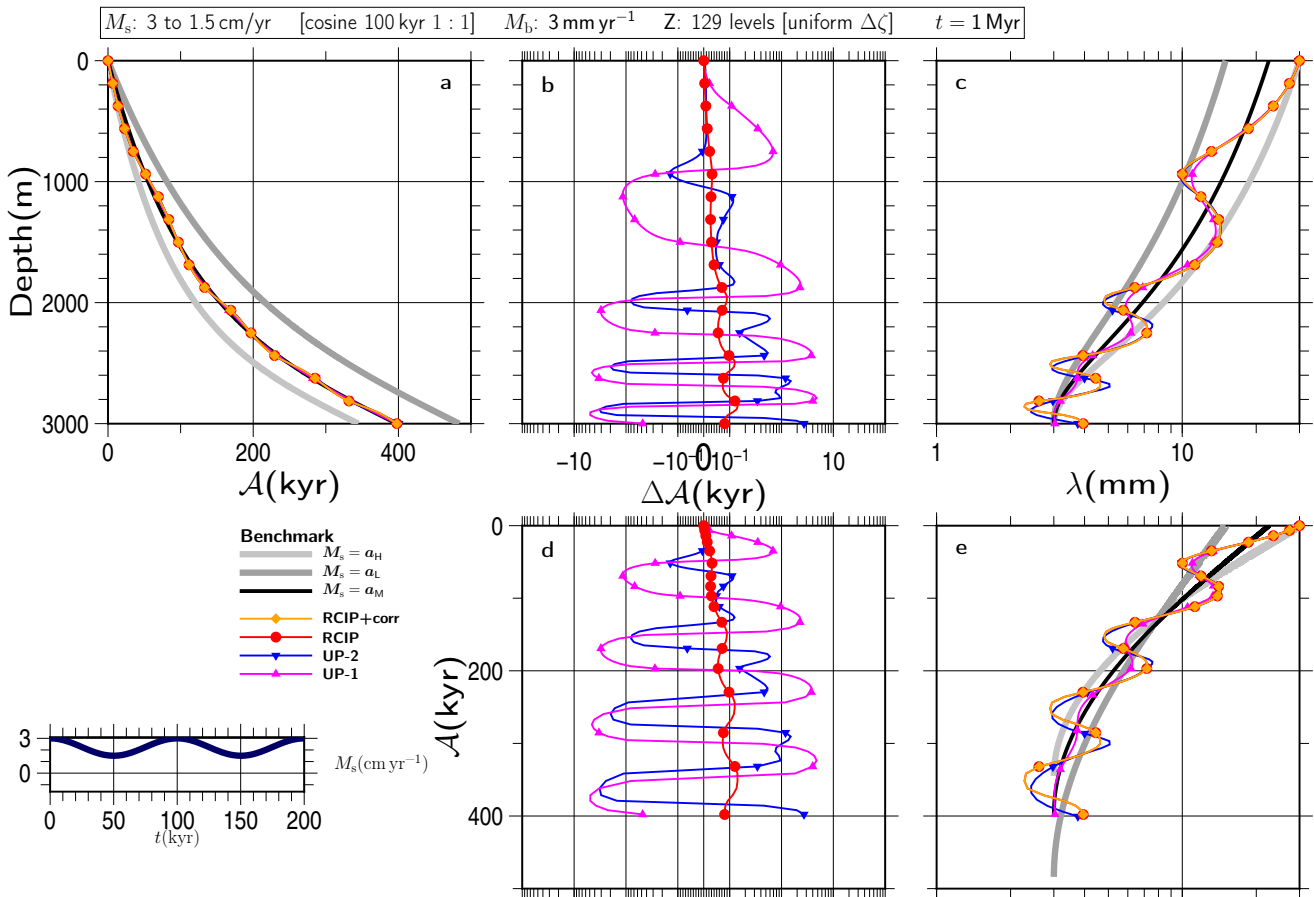 Mₛ: 3 to 1.5 cm/yr [cosine 100 kyr 1 : 1] M_b: 3 mm yr⁻¹ Z: 129 levels [uniform Δζ] t = 1 Myr
a
b
c
0
1000
2000
3000
Depth(m)
0 200 400
𝒜(kyr)
−10 −10⁻¹ 0 10⁻¹ 10
Δ𝒜(kyr)
1 10
λ(mm)
Benchmark
Mₛ = a_H
Mₛ = a_L
Mₛ = a_M
RCIP+corr
RCIP
UP-2
UP-1
d
e
0
200
400
𝒜(kyr)
3
0
Mₛ(cm yr⁻¹)
0 50 100 150 200
t(kyr)